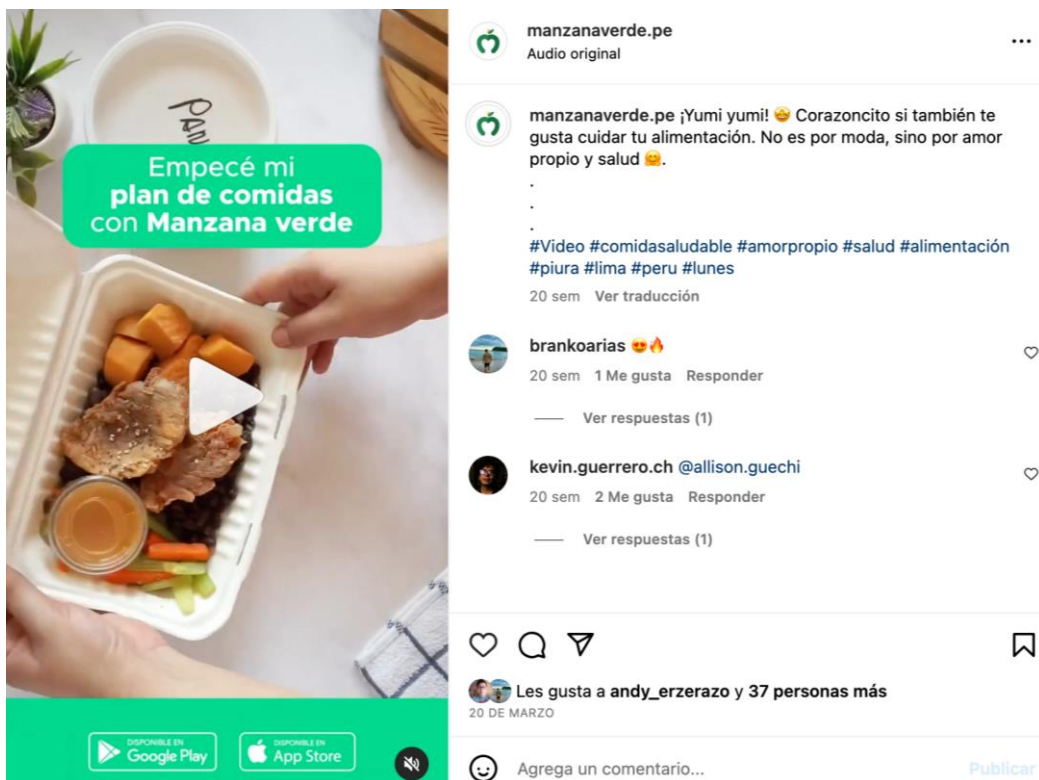 PAN
Empecé mi
plan de comidas
con Manzana verde
DISPONIBLE EN
Google Play
DISPONIBLE EN
App Store
manzanaverde.pe
Audio original
manzanaverde.pe ¡Yumi yumi! 🤩 Corazoncito si también te
gusta cuidar tu alimentación. No es por moda, sino por amor
propio y salud 🤗.
.
.
.
#Video #comidasaludable #amorpropio #salud #alimentación
#piura #lima #peru #lunes
20 sem Ver traducción
brankoarias 😍🔥
20 sem 1 Me gusta Responder
Ver respuestas (1)
kevin.guerrero.ch @allison.guechi
20 sem 2 Me gusta Responder
Ver respuestas (1)
Les gusta a andy_erzerazo y 37 personas más
20 DE MARZO
Agrega un comentario...
Publicar